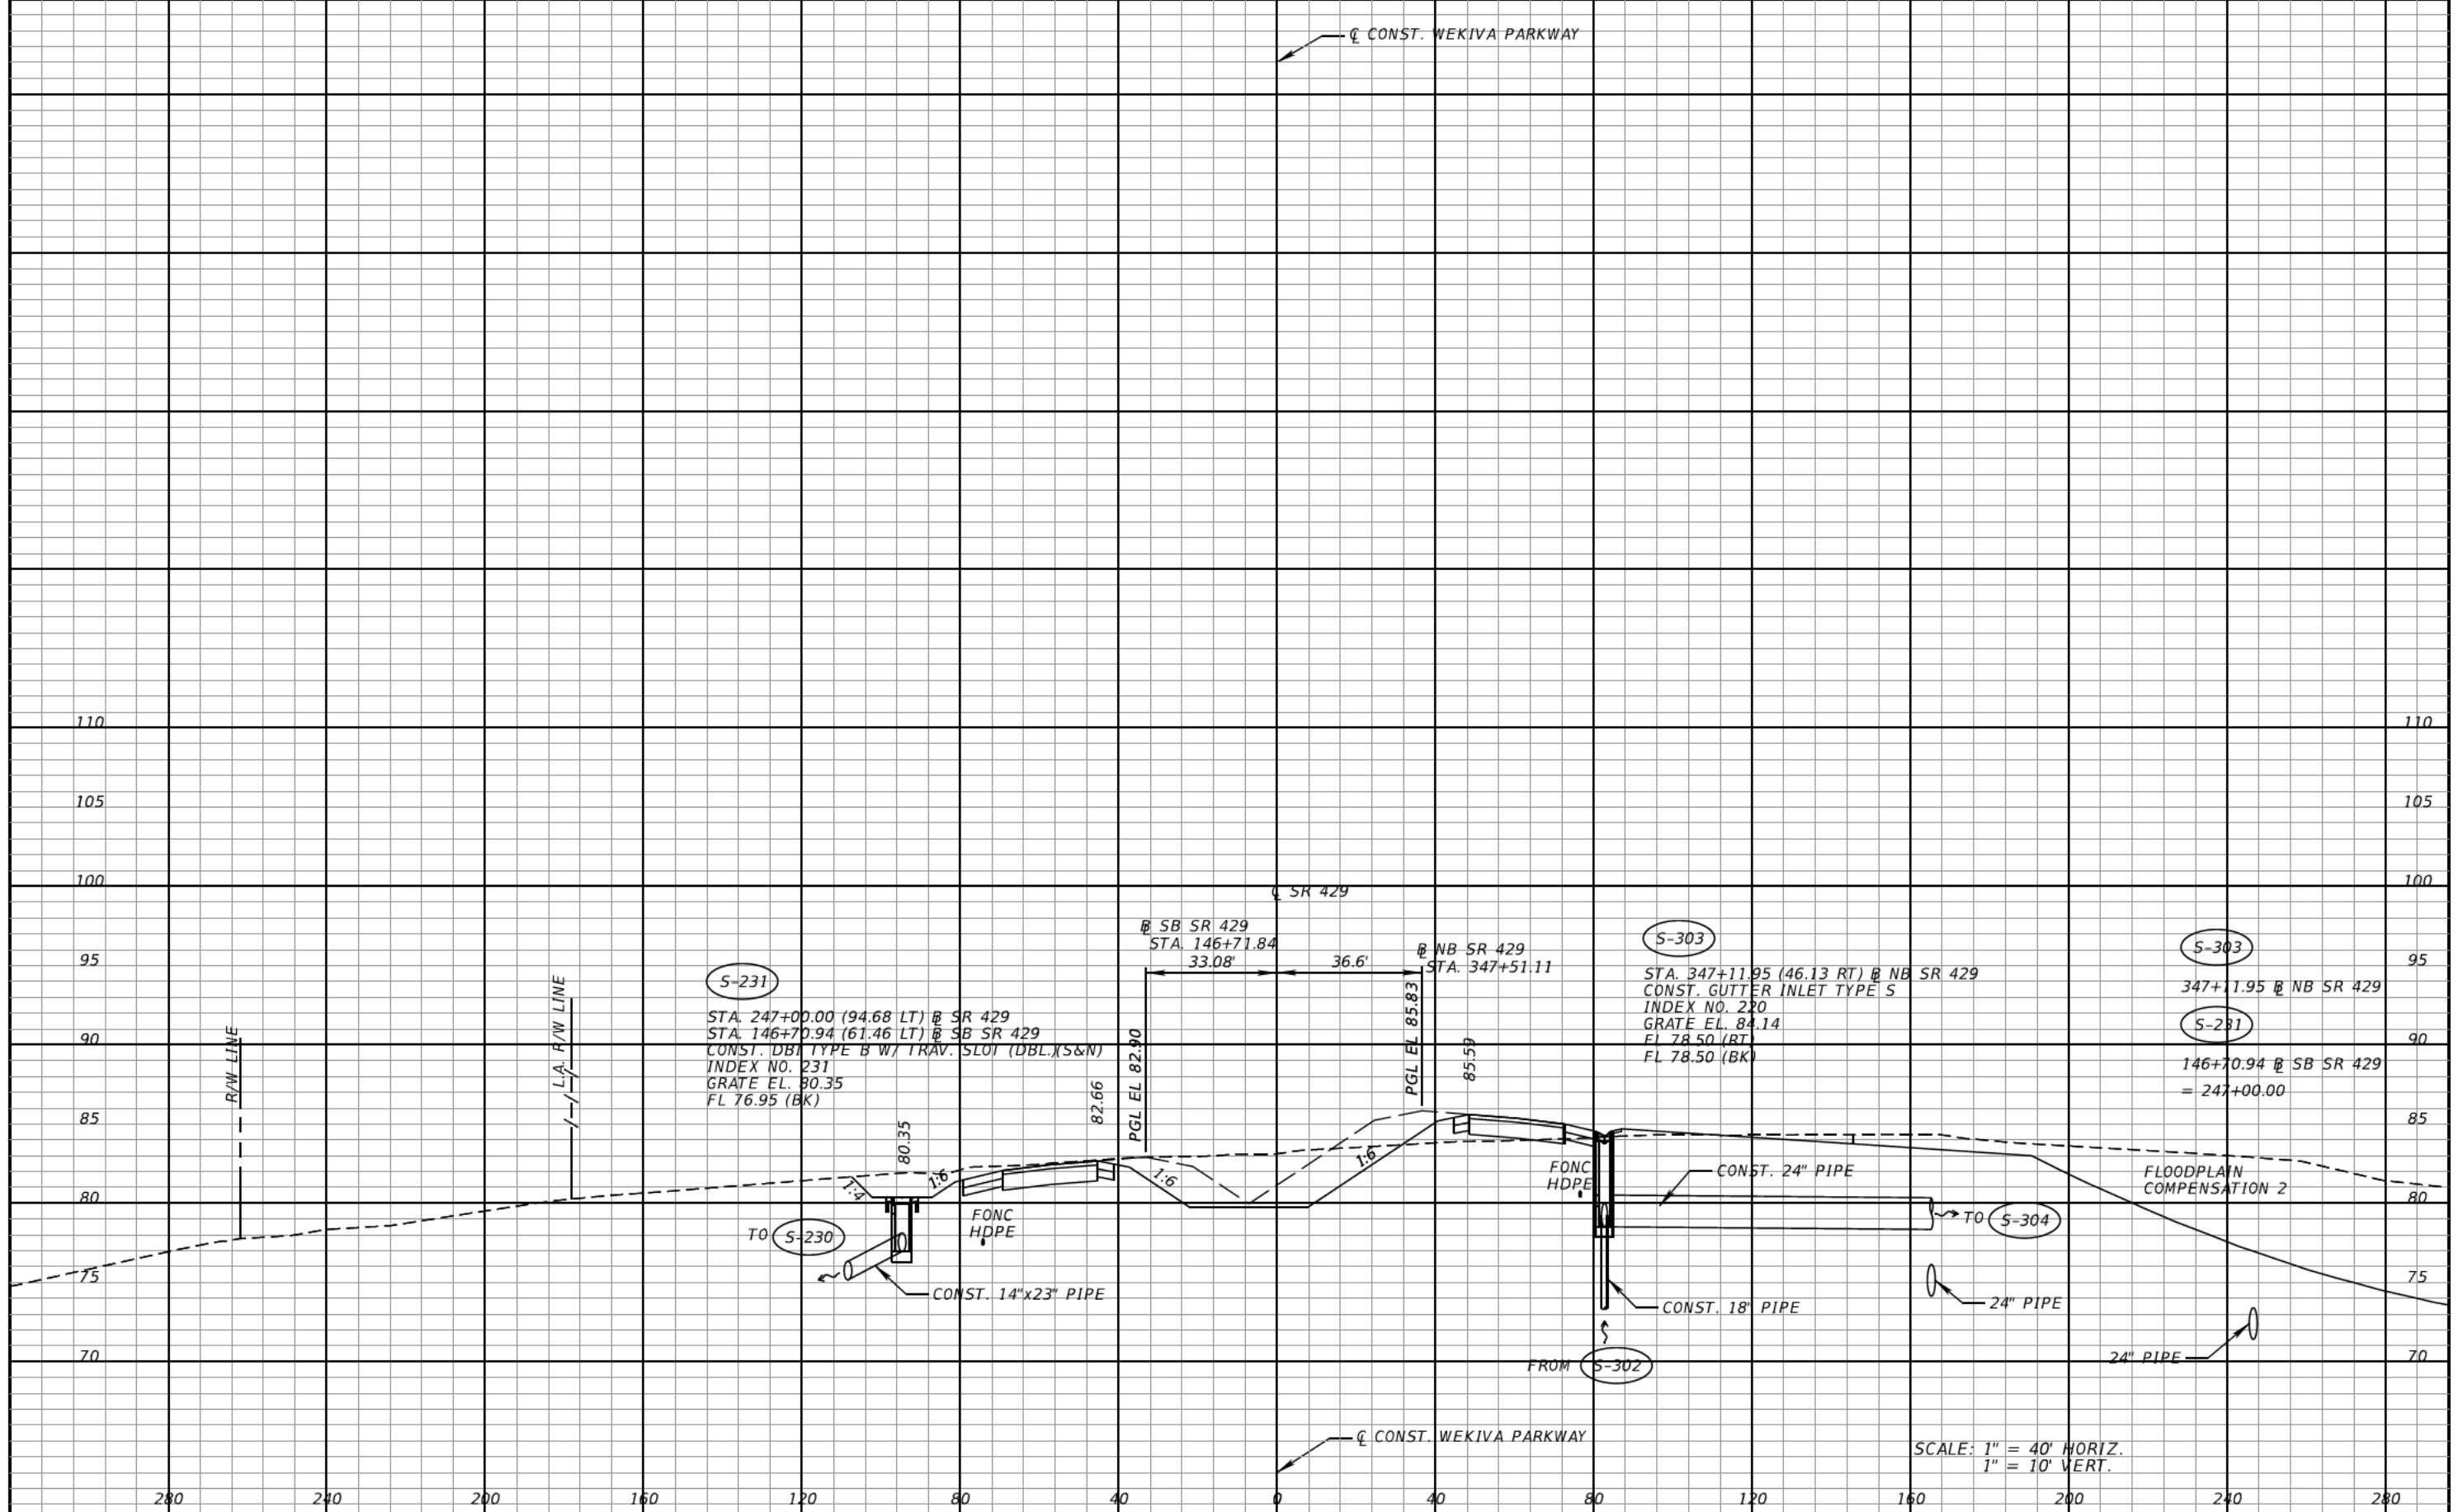 ℄ CONST. WEKIVA PARKWAY
110
110
105
105
100
100
℄ SR 429
95
95
B SB SR 429
STA. 146+71.84
33.08'
36.6'
B NB SR 429
STA. 347+51.11
S-231
STA. 247+00.00 (94.68 LT) B SR 429
STA. 146+70.94 (61.46 LT) B SB SR 429
CONST. DBI TYPE B W/ TRAV. SLOT (DBL.)(S&N)
INDEX NO. 231
GRATE EL. 80.35
FL 76.95 (BK)
S-303
STA. 347+11.95 (46.13 RT) B NB SR 429
CONST. GUTTER INLET TYPE S
INDEX NO. 220
GRATE EL. 84.14
FL 78.50 (RT)
FL 78.50 (BK)
S-303
347+11.95 B NB SR 429
S-231
146+70.94 B SB SR 429
= 247+00.00
R/W LINE
L.A. R/W LINE
90
90
85
85
80.35
82.66
PGL EL 82.90
PGL EL 85.83
85.59
1:4
1:6
1:6
1:6
80
80
FONC
HDPE
FONC
HDPE
CONST. 24" PIPE
FLOODPLAIN
COMPENSATION 2
TO S-230
TO S-304
75
75
CONST. 14"x23" PIPE
CONST. 18" PIPE
24" PIPE
24" PIPE
70
70
FROM S-302
℄ CONST. WEKIVA PARKWAY
SCALE: 1" = 40' HORIZ.
1" = 10' VERT.
280 240 200 160 120 80 40 0 40 80 120 160 200 240 280